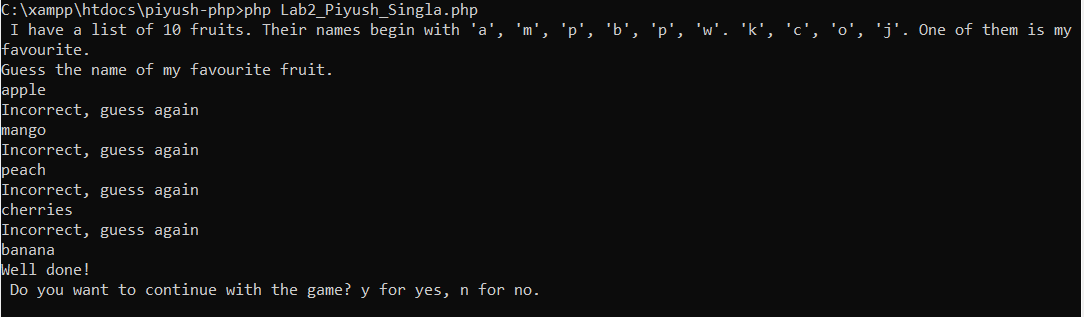 C:\xampp\htdocs\piyush-php>php Lab2_Piyush_Singla.php
I have a list of 10 fruits. Their names begin with 'a', 'm', 'p', 'b', 'p', 'w'. 'k', 'c', 'o', 'j'. One of them is my
favourite.
Guess the name of my favourite fruit.
apple
Incorrect, guess again
mango
Incorrect, guess again
peach
Incorrect, guess again
cherries
Incorrect, guess again
banana
Well done!
Do you want to continue with the game? y for yes, n for no.